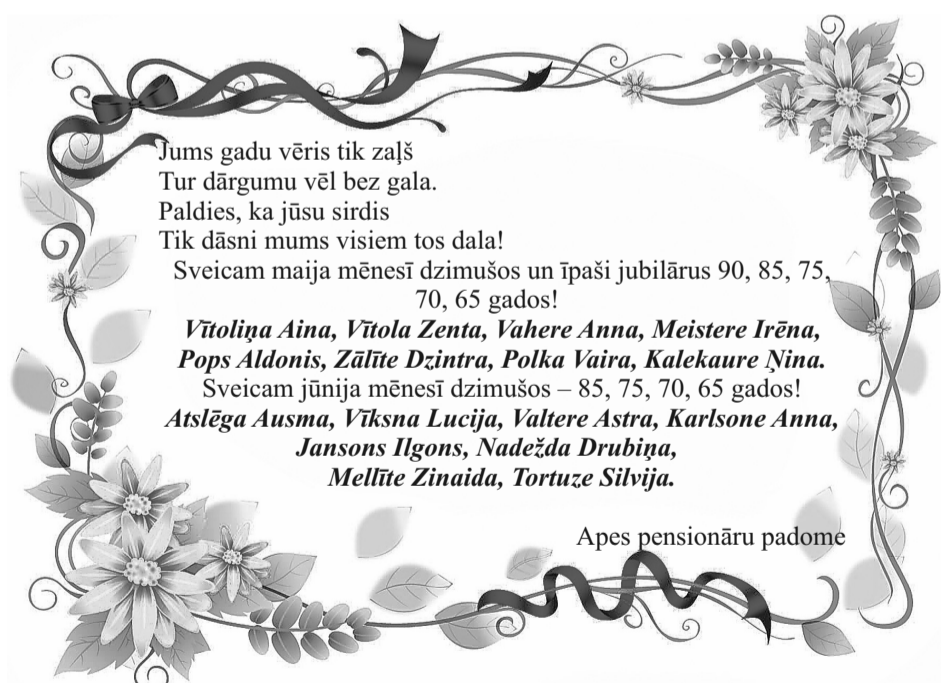 Jums gadu vēris tik zaļš
Tur dārgumu vēl bez gala.
Paldies, ka jūsu sirdis
Tik dāsni mums visiem tos dala!
Sveicam maija mēnesī dzimušos un īpaši jubilārus 90, 85, 75,
70, 65 gados!
Vītoliņa Aina, Vītola Zenta, Vahere Anna, Meistere Irēna,
Pops Aldonis, Zālīte Dzintra, Polka Vaira, Kalekaure Ņina.
Sveicam jūnija mēnesī dzimušos – 85, 75, 70, 65 gados!
Atslēga Ausma, Vīksna Lucija, Valtere Astra, Karlsone Anna,
Jansons Ilgons, Nadežda Drubiņa,
Mellīte Zinaida, Tortuze Silvija.
Apes pensionāru padome